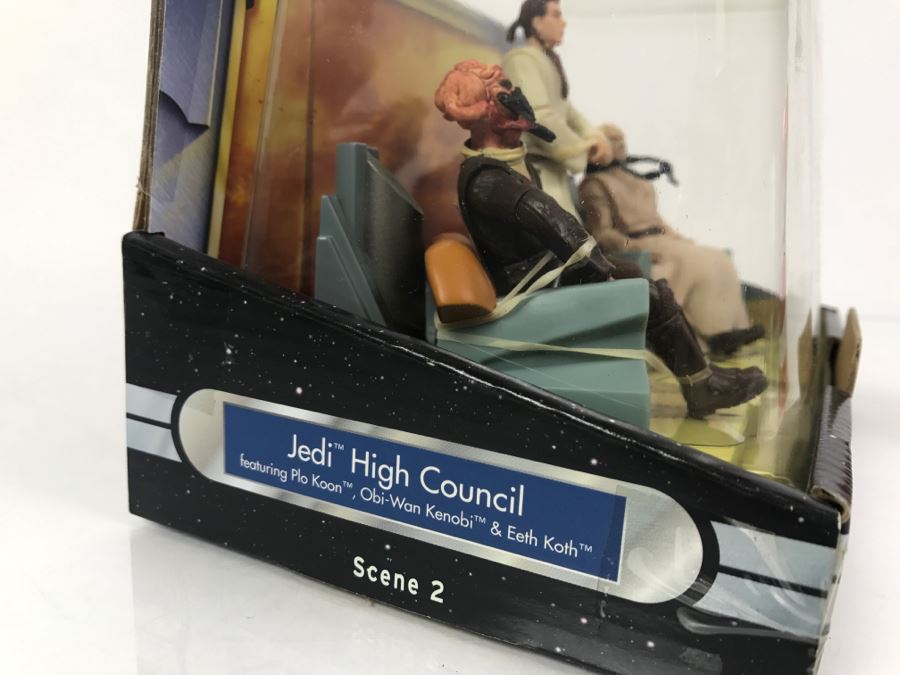 Jedi™ High Council
featuring Plo Koon™, Obi-Wan Kenobi™ & Eeth Koth™
Scene 2